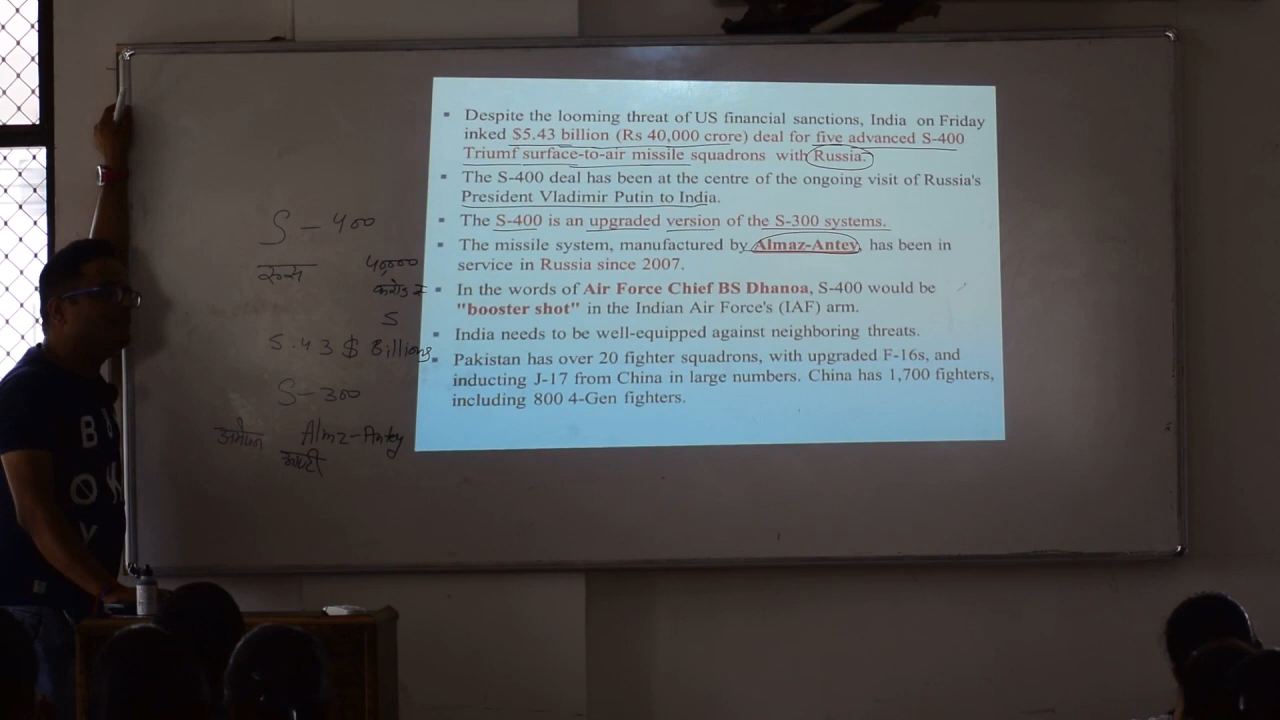 ▪ Despite the looming threat of US financial sanctions, India on Friday
inked $5.43 billion (Rs 40,000 crore) deal for five advanced S-400
Triumf surface-to-air missile squadrons with Russia.
▪ The S-400 deal has been at the centre of the ongoing visit of Russia's
President Vladimir Putin to India.
▪ The S-400 is an upgraded version of the S-300 systems.
▪ The missile system, manufactured by Almaz-Antey, has been in
service in Russia since 2007.
▪ In the words of Air Force Chief BS Dhanoa, S-400 would be
"booster shot" in the Indian Air Force's (IAF) arm.
▪ India needs to be well-equipped against neighboring threats.
▪ Pakistan has over 20 fighter squadrons, with upgraded F-16s, and
inducting J-17 from China in large numbers. China has 1,700 fighters,
including 800 4-Gen fighters.
S-400
रूस
40,000
करोड़ रु
5
5.43 $ Billions
S-300
Almz-Antey
B